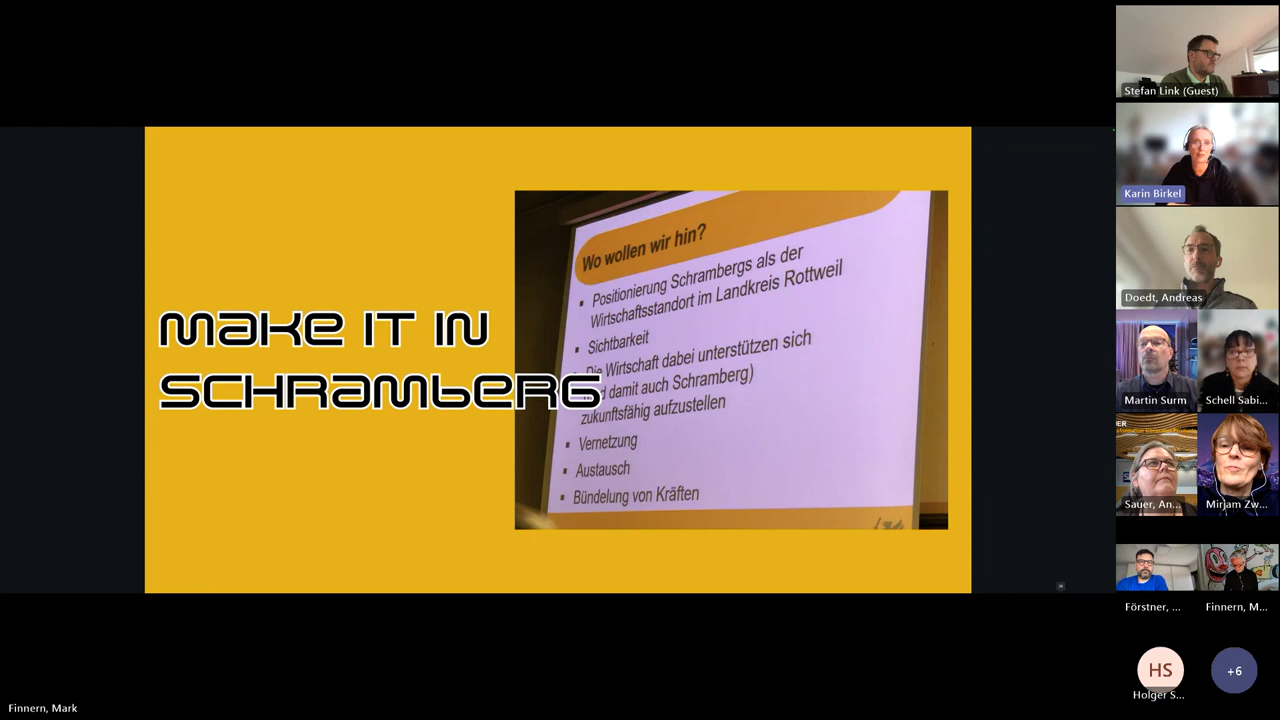 MAKE IT IN
SCHRAMBERG
Wo wollen wir hin?
▪ Positionierung Schrambergs als der
Wirtschaftsstandort im Landkreis Rottweil
▪ Sichtbarkeit
Die Wirtschaft dabei unterstützen sich
damit auch Schramberg)
zukunftsfähig aufzustellen
▪ Vernetzung
▪ Austausch
▪ Bündelung von Kräften
Stefan Link (Guest)
Karin Birkel
Doedt, Andreas
Martin Surm
Schell Sabi...
Sauer, An...
Mirjam Zw...
Förstner, ...
Finnern, M...
HS
Holger S...
+6
Finnern, Mark